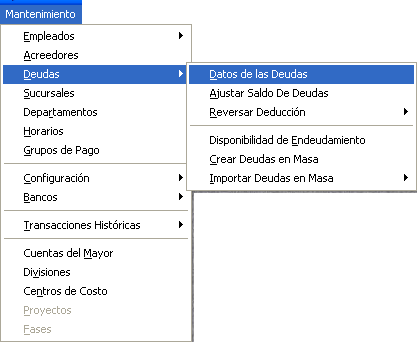 Mantenimiento
Empleados
Acreedores
Deudas
Sucursales
Departamentos
Horarios
Grupos de Pago
Configuración
Bancos
Transacciones Históricas
Cuentas del Mayor
Divisiones
Centros de Costo
Proyectos
Fases
Datos de las Deudas
Ajustar Saldo De Deudas
Reversar Deducción
Disponibilidad de Endeudamiento
Crear Deudas en Masa
Importar Deudas en Masa